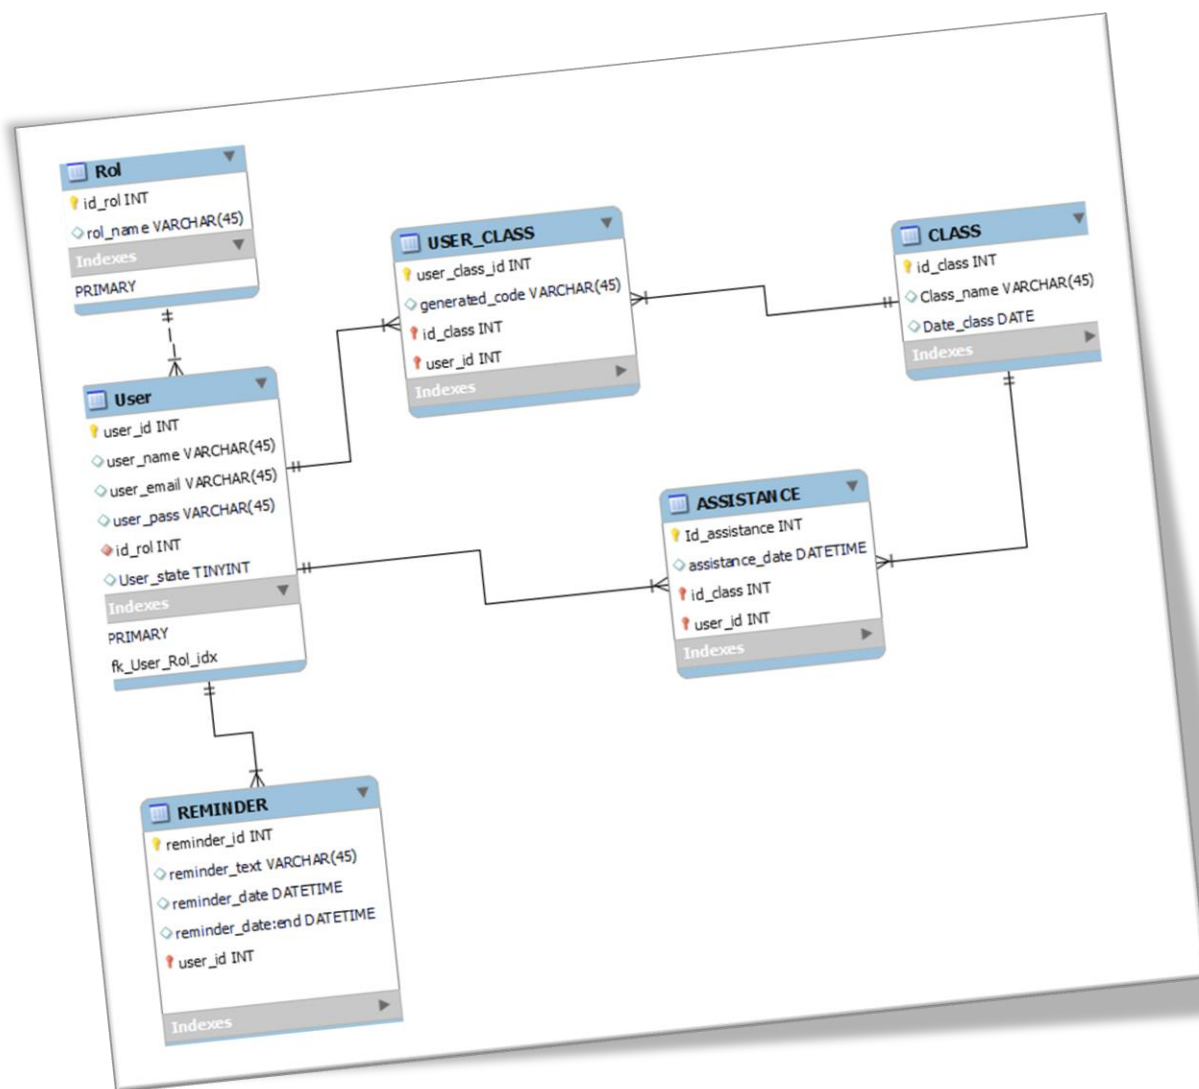 Rol
id_rol INT
rol_name VARCHAR(45)
Indexes
PRIMARY
User
user_id INT
user_name VARCHAR(45)
user_email VARCHAR(45)
user_pass VARCHAR(45)
id_rol INT
User_state TINYINT
Indexes
PRIMARY
fk_User_Rol_idx
REMINDER
reminder_id INT
reminder_text VARCHAR(45)
reminder_date DATETIME
reminder_date:end DATETIME
user_id INT
Indexes
USER_CLASS
user_class_id INT
generated_code VARCHAR(45)
id_class INT
user_id INT
Indexes
ASSISTANCE
Id_assistance INT
assistance_date DATETIME
id_class INT
user_id INT
Indexes
CLASS
id_class INT
Class_name VARCHAR(45)
Date_class DATE
Indexes